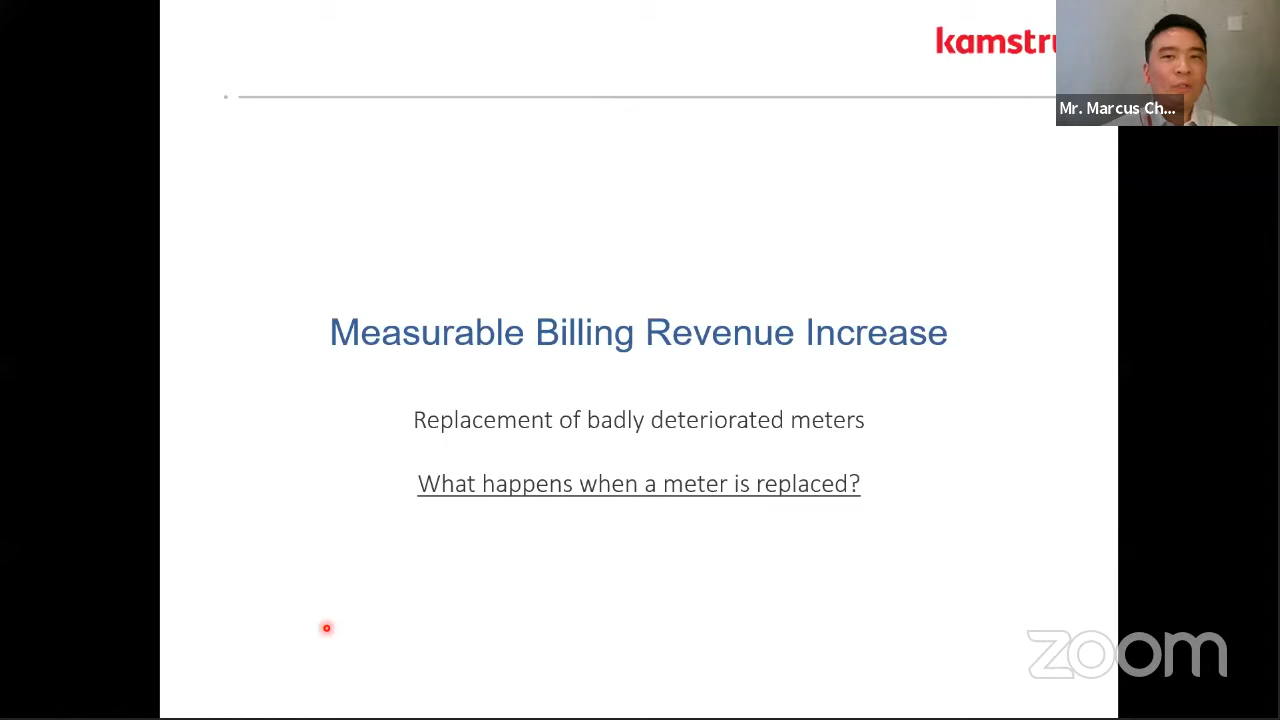 kamstru
Mr. Marcus Ch...
Measurable Billing Revenue Increase
Replacement of badly deteriorated meters
What happens when a meter is replaced?
zoom